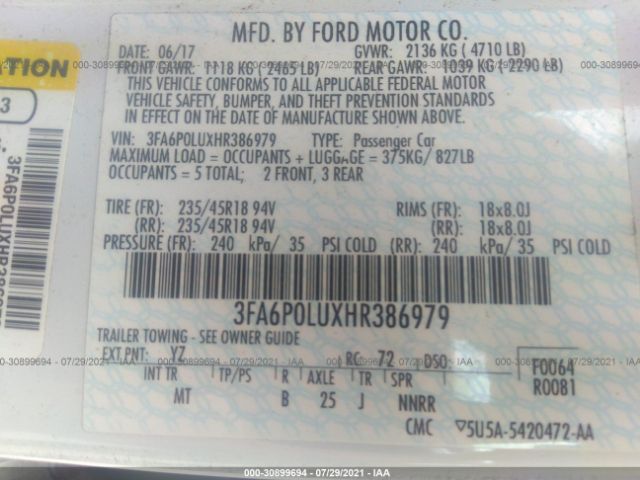 MFD. BY FORD MOTOR CO.
DATE: 06/17 GVWR: 2136 KG ( 4710 LB)
000-30899694 - 07/29/2021 - IAA
FRONT GAWR: 1118 KG ( 2465 LB) REAR GAWR: 1039 KG ( 2290 LB)
THIS VEHICLE CONFORMS TO ALL APPLICABLE FEDERAL MOTOR
VEHICLE SAFETY, BUMPER, AND THEFT PREVENTION STANDARDS
IN EFFECT ON THE DATE OF MANUFACTURE SHOWN ABOVE.
VIN: 3FA6P0LUXHR386979 TYPE: Passenger Car
MAXIMUM LOAD = OCCUPANTS + LUGGAGE = 375KG/ 827LB
OCCUPANTS = 5 TOTAL; 2 FRONT, 3 REAR
TIRE (FR): 235/45R18 94V RIMS (FR): 18x8.0J
(RR): 235/45R18 94V (RR): 18x8.0J
PRESSURE (FR): 240 kPa/ 35 PSI COLD (RR): 240 kPa/ 35 PSI COLD
3FA6P0LUXHR386979
TRAILER TOWING - SEE OWNER GUIDE
EXT PNT: YZ RC: 72 DSO: F0064
INT TR TP/PS R AXLE TR SPR R0081
MT B 25 J NNRR
CMC 5U5A-5420472-AA
000-30899694 - 07/29/2021 - IAA
3